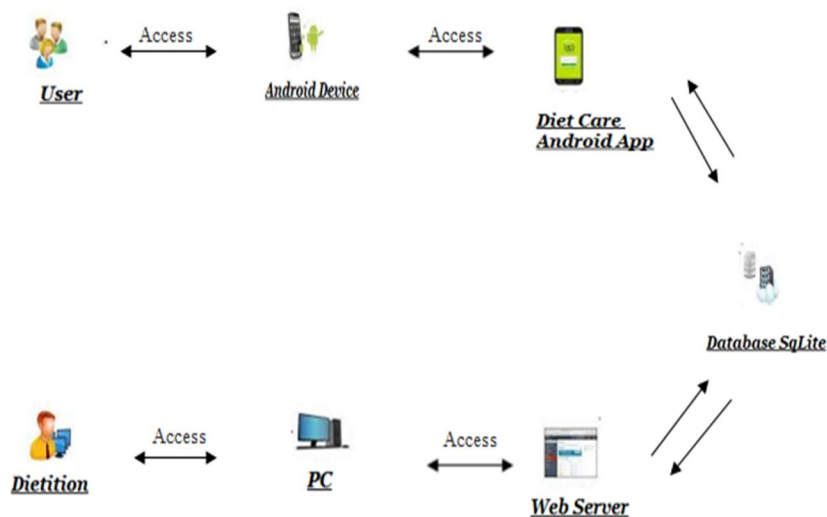 Access
Access
User
Android Device
Diet Care
Android App
Database SqLite
Access
Access
Dietition
PC
Web Server